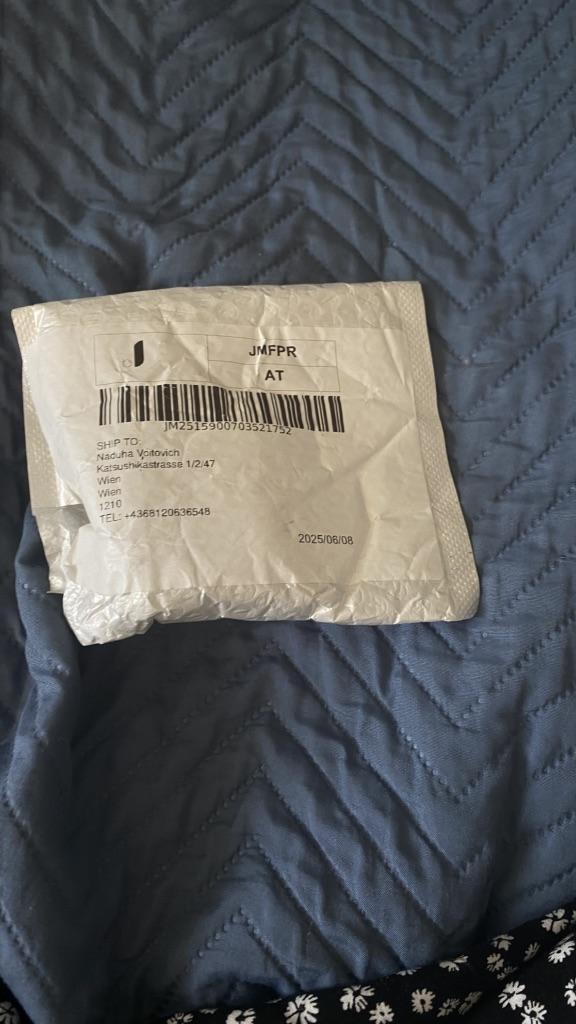 JMFPR
AT
JM2515900703521752
SHIP TO:
Naduha Voitovich
Katsushikastrasse 1/2/47
Wien
Wien
1210
TEL: +4368120636548
2025/06/08